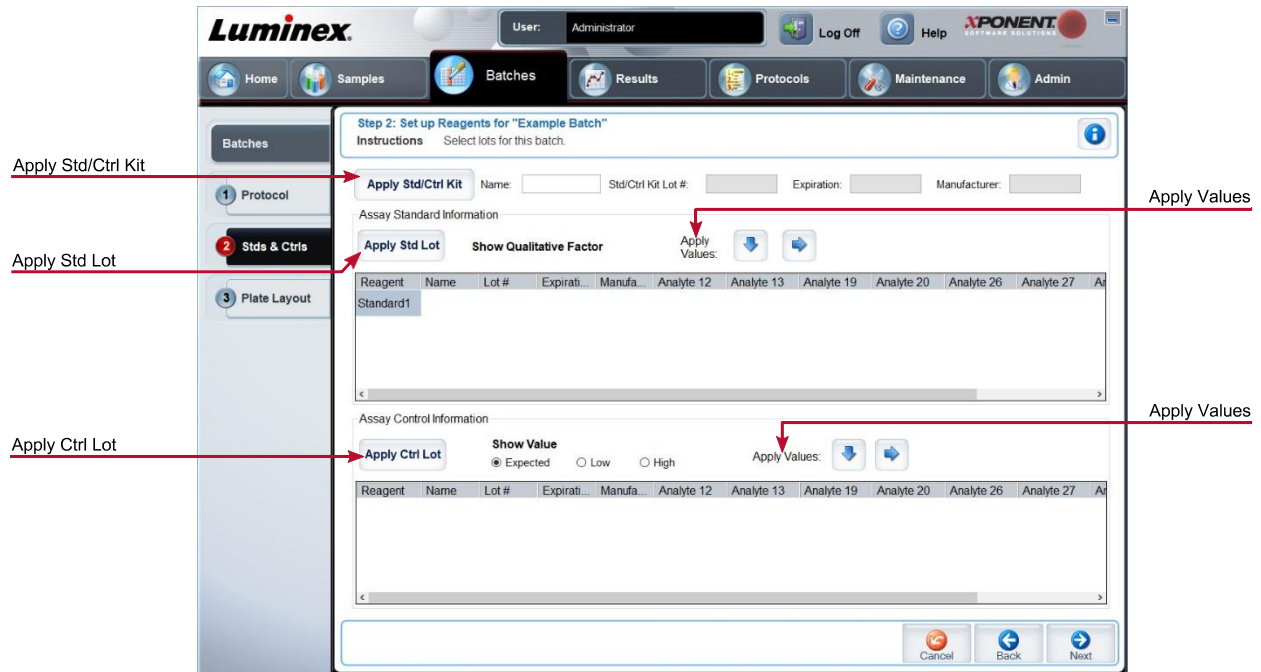 Luminex.
User: Administrator
Log Off
Help
XPONENT.
SOFTWARE SOLUTIONS
Home
Samples
Batches
Results
Protocols
Maintenance
Admin
Batches
1 Protocol
2 Stds & Ctrls
3 Plate Layout
Step 2: Set up Reagents for "Example Batch"
Instructions Select lots for this batch.
Apply Std/Ctrl Kit
Apply Std/Ctrl Kit Name: Std/Ctrl Kit Lot #: Expiration: Manufacturer:
Apply Values
Assay Standard Information
Apply Std Lot
Apply Std Lot Show Qualitative Factor Apply Values:
Reagent Name Lot # Expirati... Manufa... Analyte 12 Analyte 13 Analyte 19 Analyte 20 Analyte 26 Analyte 27 An
Standard1
Apply Values
Assay Control Information
Apply Ctrl Lot
Apply Ctrl Lot
Show Value
Expected Low High
Apply Values:
Reagent Name Lot # Expirati... Manufa... Analyte 12 Analyte 13 Analyte 19 Analyte 20 Analyte 26 Analyte 27 An
Cancel
Back
Next